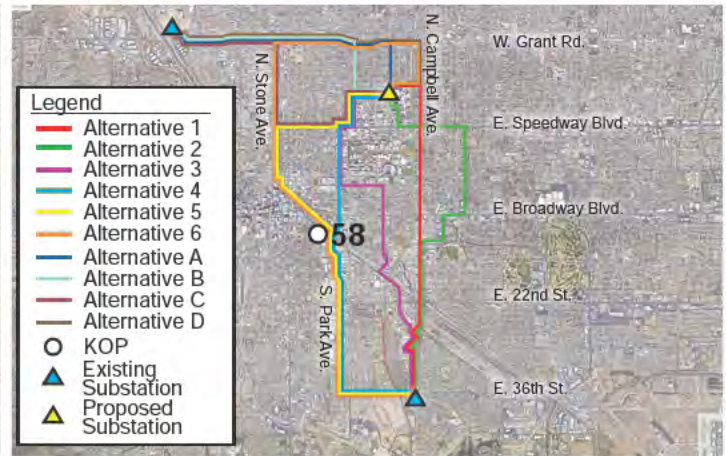 W. Grant Rd.
N. Campbell Ave.
N. Stone Ave.
Legend
Alternative 1
Alternative 2
Alternative 3
Alternative 4
Alternative 5
Alternative 6
Alternative A
Alternative B
Alternative C
Alternative D
KOP
Existing
Substation
Proposed
Substation
E. Speedway Blvd.
E. Broadway Blvd.
58
E. 22nd St.
S. Park Ave.
E. 36th St.